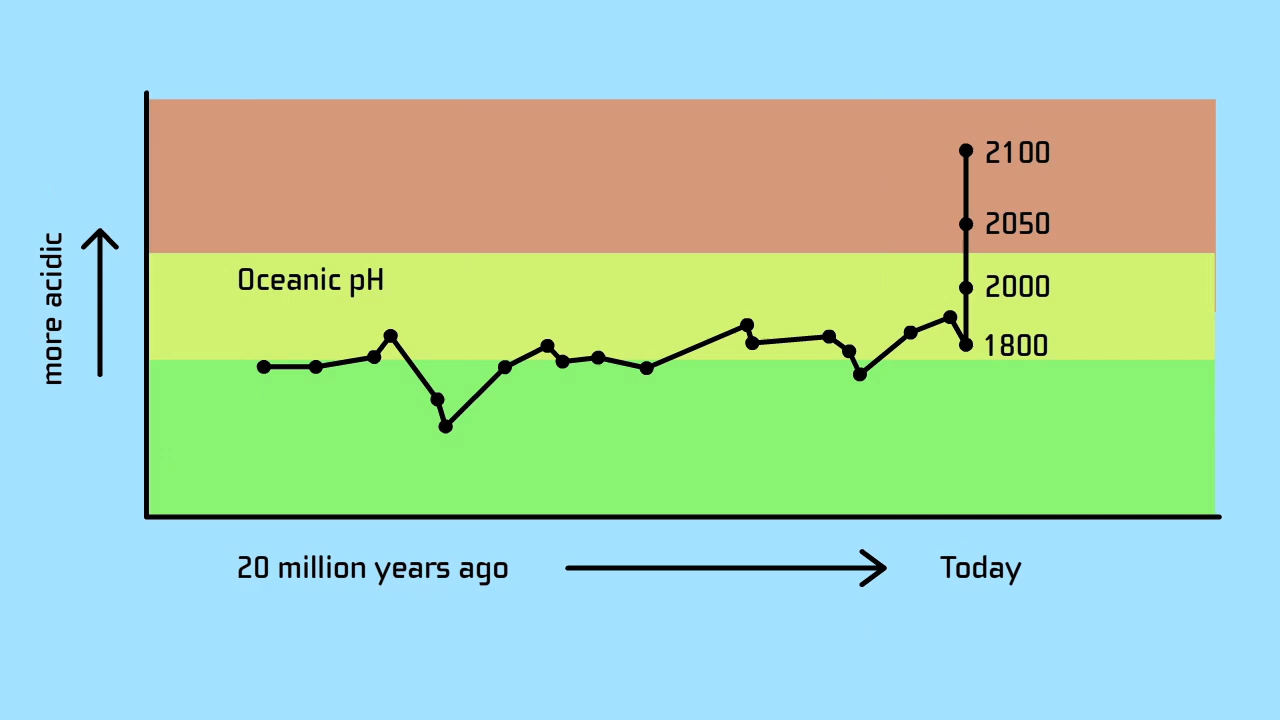 2100
2050
more acidic
Oceanic pH
2000
1800
20 million years ago
Today